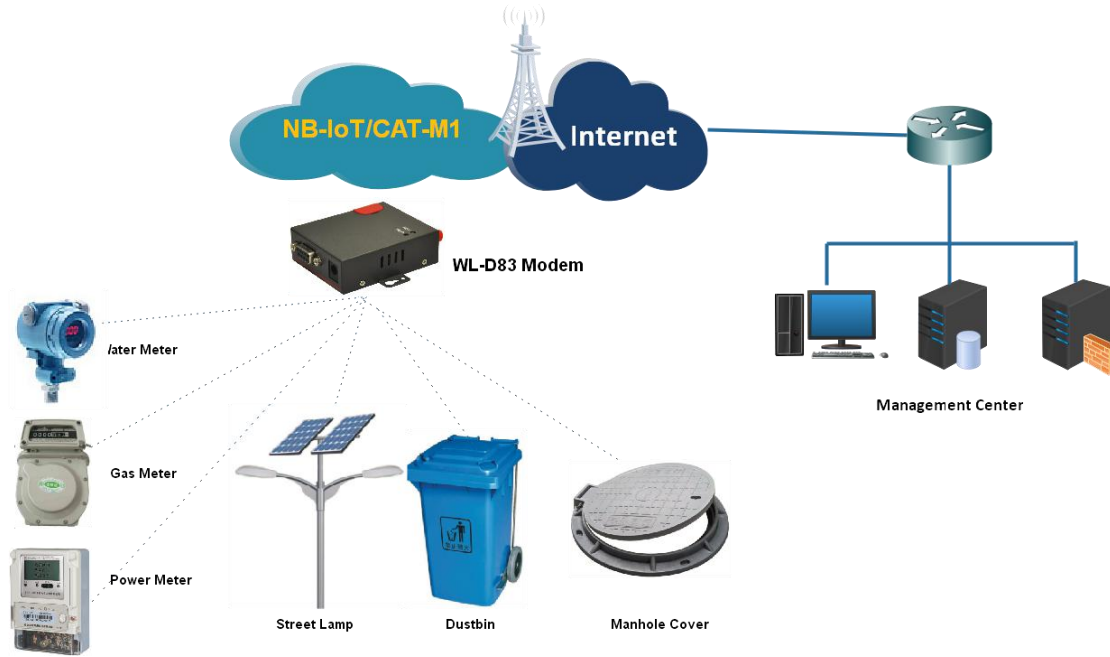 NB-IoT/CAT-M1
Internet
WL-D83 Modem
Vater Meter
Gas Meter
Power Meter
Street Lamp
Dustbin
Manhole Cover
Management Center